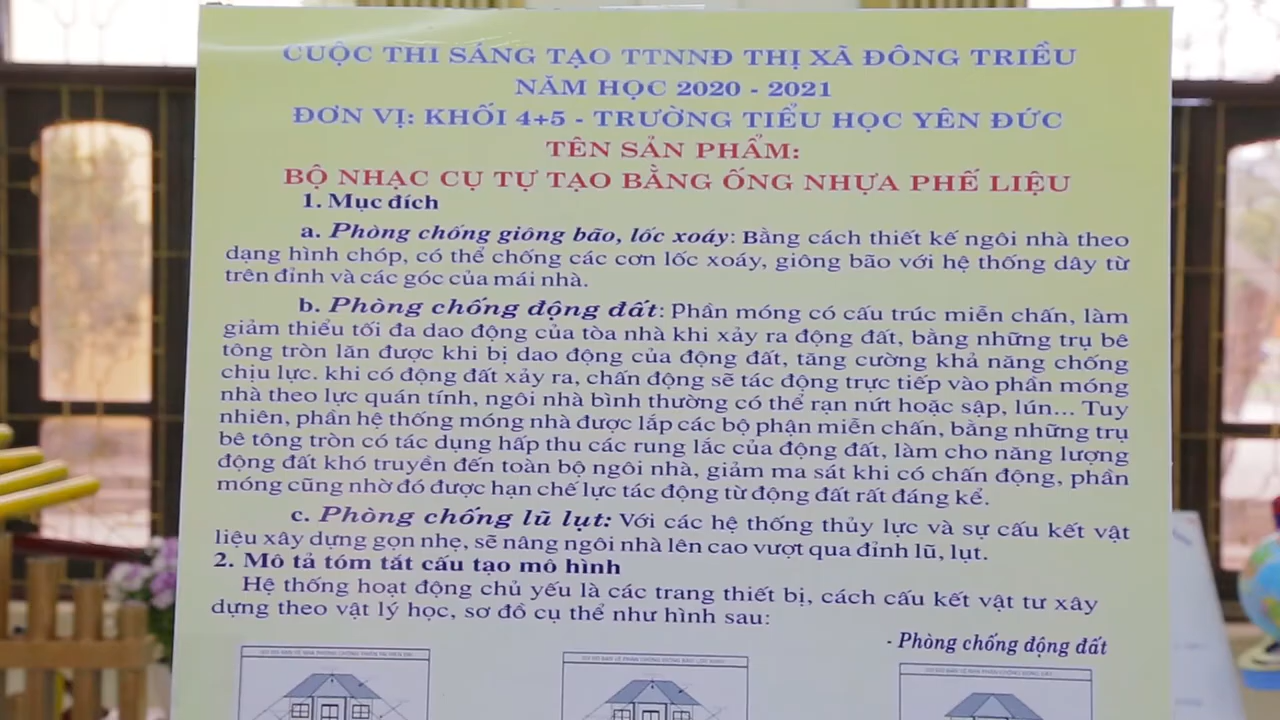 CUỘC THI SÁNG TẠO TTNNĐ THỊ XÃ ĐÔNG TRIỀU
NĂM HỌC 2020 - 2021
ĐƠN VỊ: KHỐI 4+5 - TRƯỜNG TIỂU HỌC YÊN ĐỨC
TÊN SẢN PHẨM:
BỘ NHẠC CỤ TỰ TẠO BẰNG ỐNG NHỰA PHẾ LIỆU
1. Mục đích
a. Phòng chống giông bão, lốc xoáy: Bằng cách thiết kế ngôi nhà theo
dạng hình chóp, có thể chống các cơn lốc xoáy, giông bão với hệ thống dây từ
trên đỉnh và các góc của mái nhà.
b. Phòng chống động đất: Phần móng có cấu trúc miễn chấn, làm
giảm thiểu tối đa dao động của tòa nhà khi xảy ra động đất, bằng những trụ bê
tông tròn lăn được khi bị dao động của động đất, tăng cường khả năng chống
chịu lực. khi có động đất xảy ra, chấn động sẽ tác động trực tiếp vào phần móng
nhà theo lực quán tính, ngôi nhà bình thường có thể rạn nứt hoặc sập, lún... Tuy
nhiên, phần hệ thống móng nhà được lắp các bộ phận miễn chấn, bằng những trụ
bê tông tròn có tác dụng hấp thu các rung lắc của động đất, làm cho năng lượng
động đất khó truyền đến toàn bộ ngôi nhà, giảm ma sát khi có chấn động, phần
móng cũng nhờ đó được hạn chế lực tác động từ động đất rất đáng kể.
c. Phòng chống lũ lụt: Với các hệ thống thủy lực và sự cấu kết vật
liệu xây dựng gọn nhẹ, sẽ nâng ngôi nhà lên cao vượt qua đỉnh lũ, lụt.
2. Mô tả tóm tắt cấu tạo mô hình
Hệ thống hoạt động chủ yếu là các trang thiết bị, cách cấu kết vật tư xây
dựng theo vật lý học, sơ đồ cụ thể như hình sau:
- Phòng chống động đất